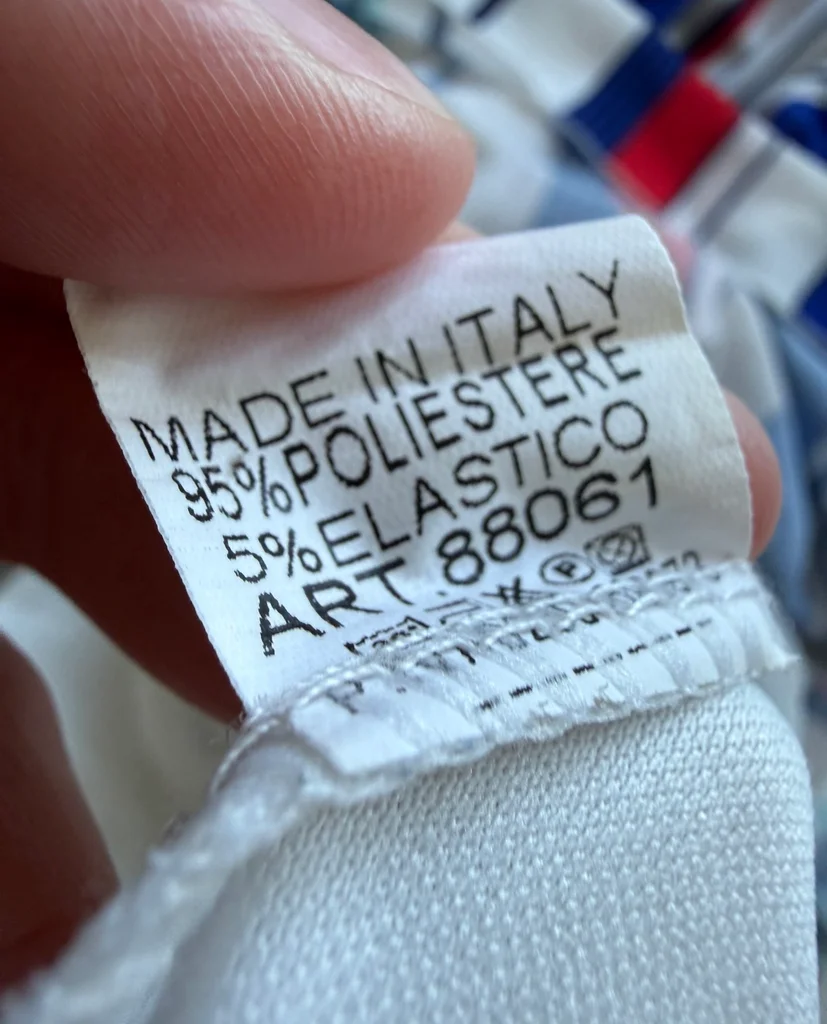 MADE IN ITALY
95%POLIESTERE
5%ELASTICO
ART.88061